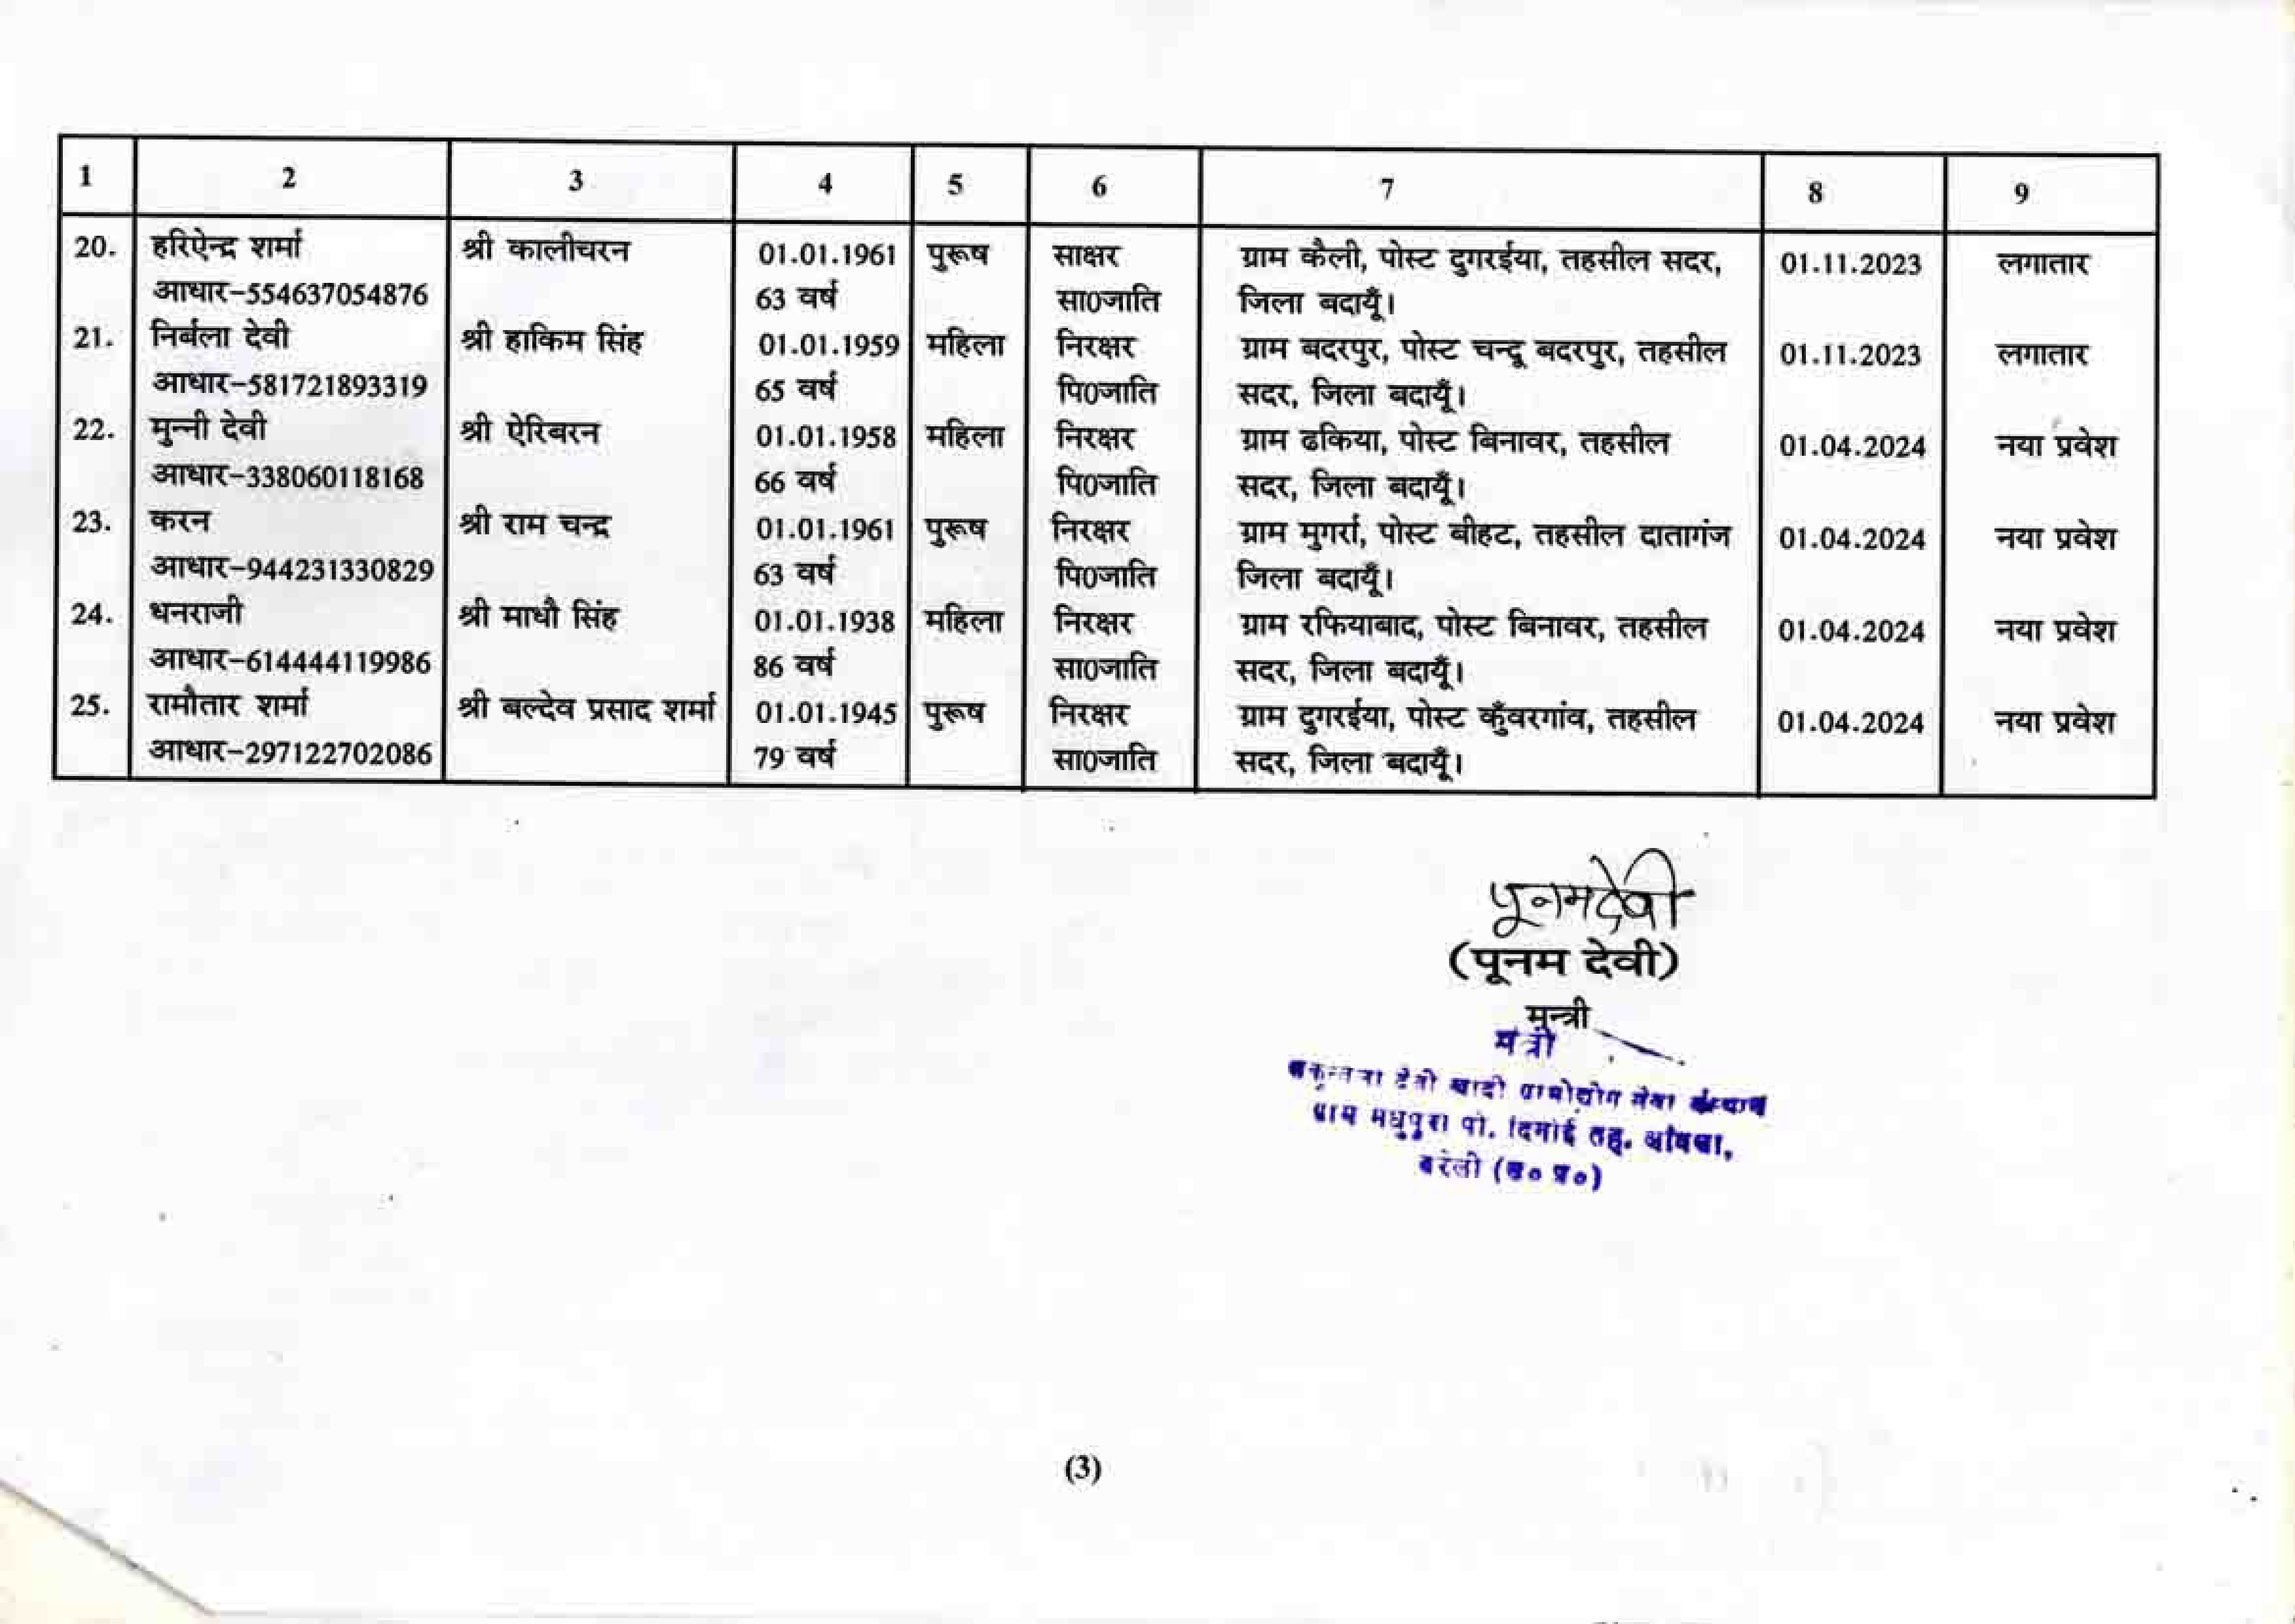 1 2 3 4 5 6 7 8 9
20. हरिऐन्द्र शर्मा श्री कालीचरन 01.01.1961 पुरूष साक्षर ग्राम कैली, पोस्ट दुगरईया, तहसील सदर, 01.11.2023 लगातार
आधार-554637054876 63 वर्ष सा0जाति जिला बदायूँ।
21. निर्बला देवी श्री हाकिम सिंह 01.01.1959 महिला निरक्षर ग्राम बदरपुर, पोस्ट चन्दू बदरपुर, तहसील 01.11.2023 लगातार
आधार-581721893319 65 वर्ष पि0जाति सदर, जिला बदायूँ।
22. मुन्नी देवी श्री ऐरिबरन 01.01.1958 महिला निरक्षर ग्राम ढकिया, पोस्ट बिनावर, तहसील 01.04.2024 नया प्रवेश
आधार-338060118168 66 वर्ष पि0जाति सदर, जिला बदायूँ।
23. करन श्री राम चन्द्र 01.01.1961 पुरूष निरक्षर ग्राम मुगर्रा, पोस्ट बीहट, तहसील दातागंज 01.04.2024 नया प्रवेश
आधार-944231330829 63 वर्ष पि0जाति जिला बदायूँ।
24. धनराजी श्री माधौ सिंह 01.01.1938 महिला निरक्षर ग्राम रफियाबाद, पोस्ट बिनावर, तहसील 01.04.2024 नया प्रवेश
आधार-614444119986 86 वर्ष सा0जाति सदर, जिला बदायूँ।
25. रामौतार शर्मा श्री बल्देव प्रसाद शर्मा 01.01.1945 पुरूष निरक्षर ग्राम दुगरईया, पोस्ट कुँवरगांव, तहसील 01.04.2024 नया प्रवेश
आधार-297122702086 79 वर्ष सा0जाति सदर, जिला बदायूँ।
पूनमदेवी
(पूनम देवी)
मन्त्री
मंत्री
देवी खादी ग्रामोद्योग सेवा संस्थान
ग्राम मधुपुरा पो. तह. आंवला,
बरेली (उ० प्र०)
(3)